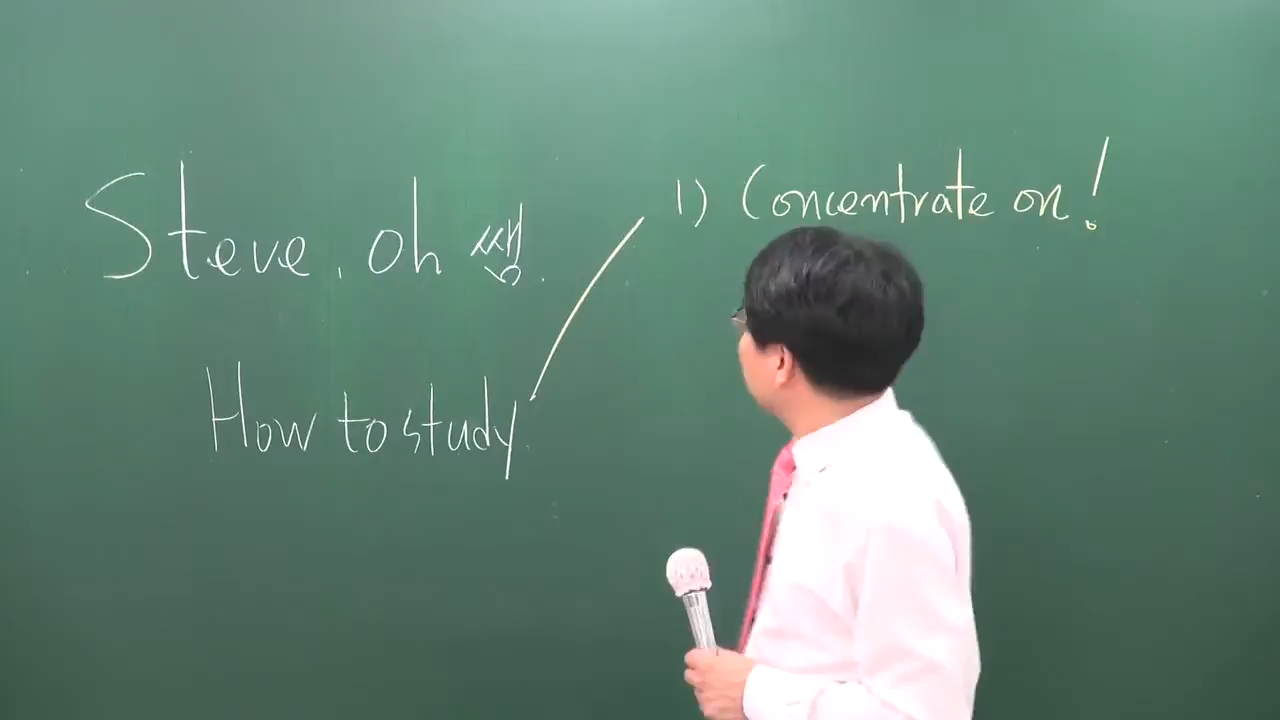 Steve. oh 쌤.
How to study
1) Concentrate on!